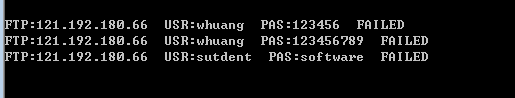 FTP:121.192.180.66  USR:whuang  PAS:123456  FAILED
FTP:121.192.180.66  USR:whuang  PAS:123456789  FAILED
FTP:121.192.180.66  USR:sutdent  PAS:software  FAILED